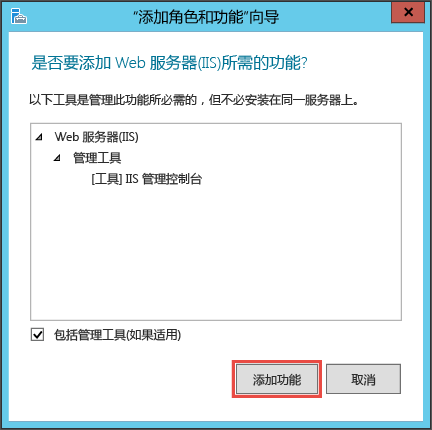 “添加角色和功能”向导
是否要添加 Web 服务器(IIS)所需的功能?
以下工具是管理此功能所必需的，但不必安装在同一服务器上。
Web 服务器(IIS)
管理工具
[工具] IIS 管理控制台
包括管理工具(如果适用)
添加功能
取消